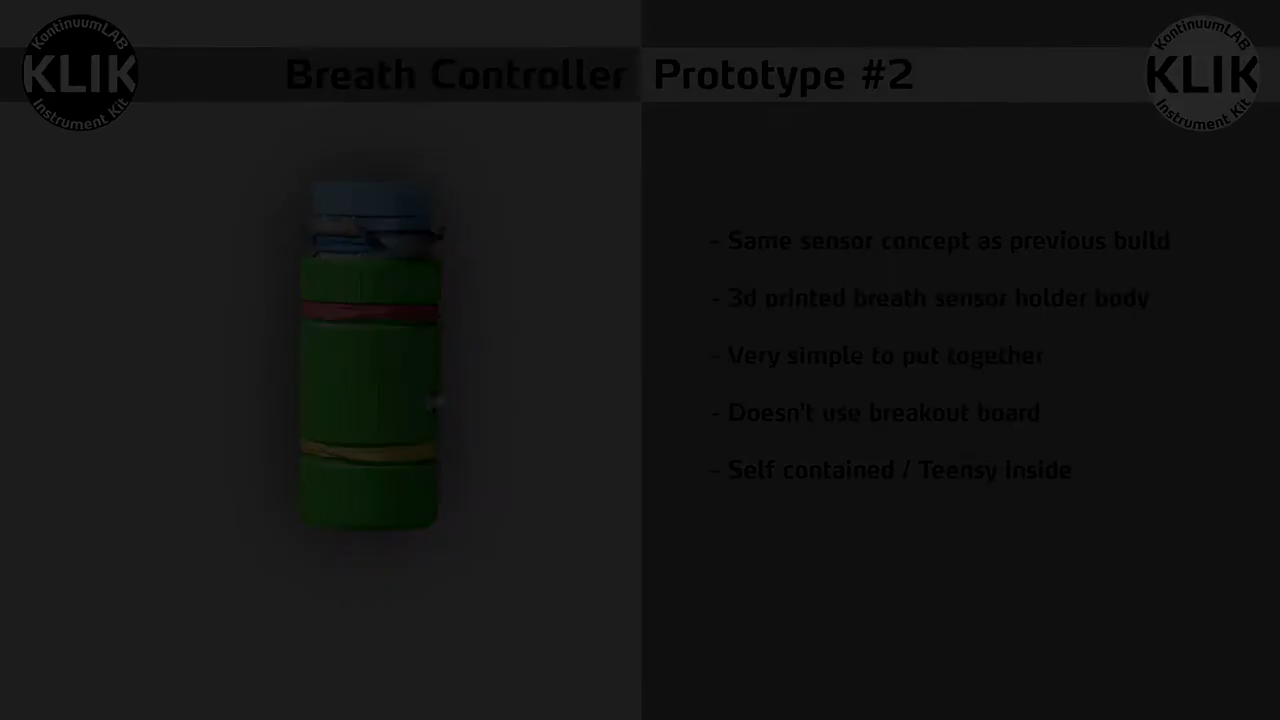 KontinuumLAB
KLIK
Instrument Kit
Breath Controller Prototype #2
KontinuumLAB
KLIK
Instrument Kit
- Same sensor concept as previous build
- 3d printed breath sensor holder body
- Very simple to put together
- Doesn't use breakout board
- Self contained / Teensy Inside